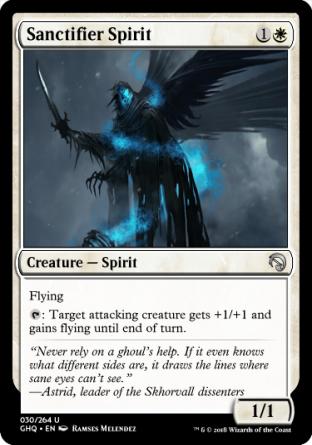 Sanctifier Spirit 1
Creature — Spirit
Flying
: Target attacking creature gets +1/+1 and
gains flying until end of turn.
"Never rely on a ghoul's help. If it even knows
what different sides are, it draws the lines where
sane eyes can't see."
—Astrid, leader of the Skhorvall dissenters
1/1
030/264 U
GHQ • EN Ramses Melendez
™ & © 2018 Wizards of the Coast